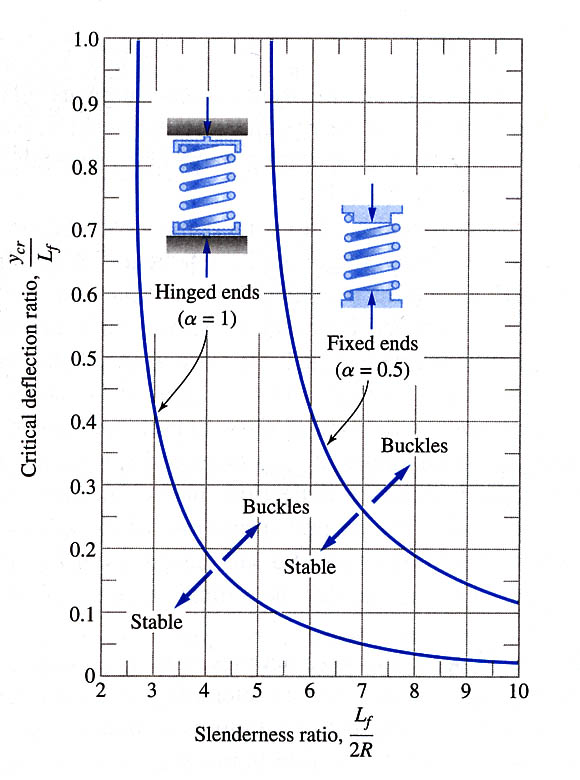 1.0
0.9
0.8
0.7
0.6
0.5
0.4
0.3
0.2
0.1
0
Critical deflection ratio, y_cr / L_f
Hinged ends
(α = 1)
Fixed ends
(α = 0.5)
Buckles
Stable
Buckles
Stable
2 3 4 5 6 7 8 9 10
Slenderness ratio, L_f / 2R